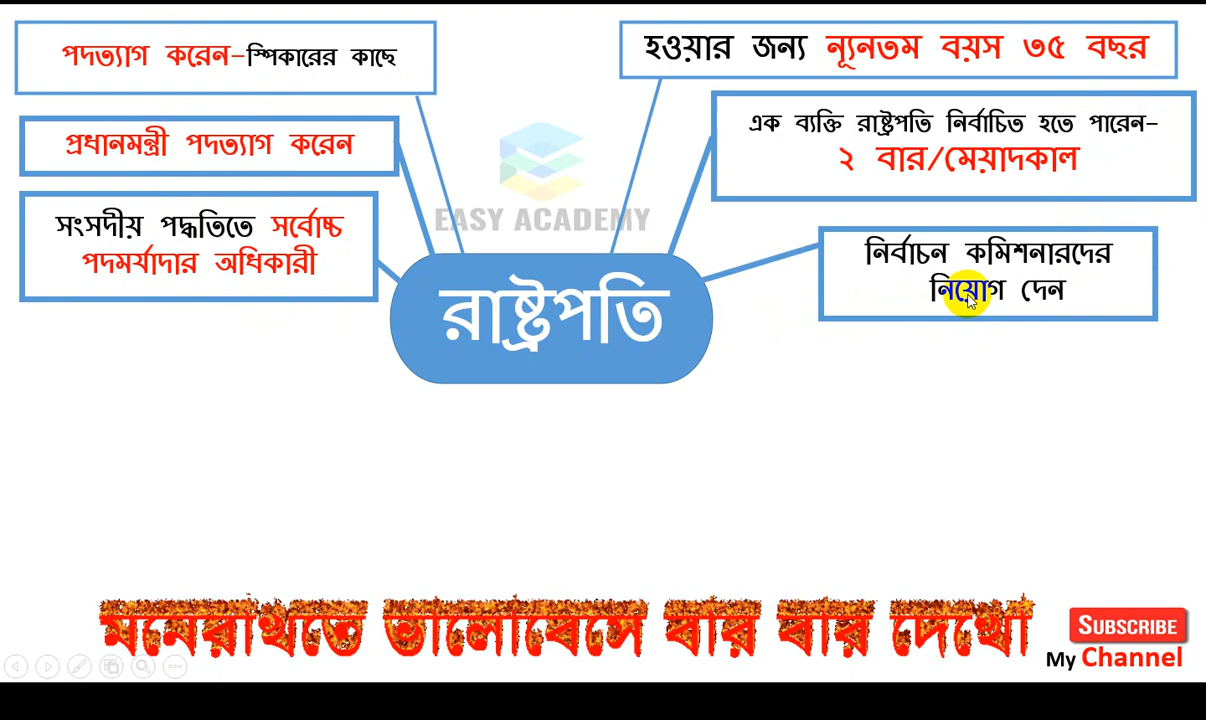 পদত্যাগ করেন-স্পিকারের কাছে
হওয়ার জন্য ন্যূনতম বয়স ৩৫ বছর
প্রধানমন্ত্রী পদত্যাগ করেন
এক ব্যক্তি রাষ্ট্রপতি নির্বাচিত হতে পারেন-
২ বার/মেয়াদকাল
সংসদীয় পদ্ধতিতে সর্বোচ্চ
পদমর্যাদার অধিকারী
EASY ACADEMY
নির্বাচন কমিশনারদের
নিয়োগ দেন
রাষ্ট্রপতি
মনেরাখতে ভালোবেসে বার বার দেখো
SUBSCRIBE
My Channel